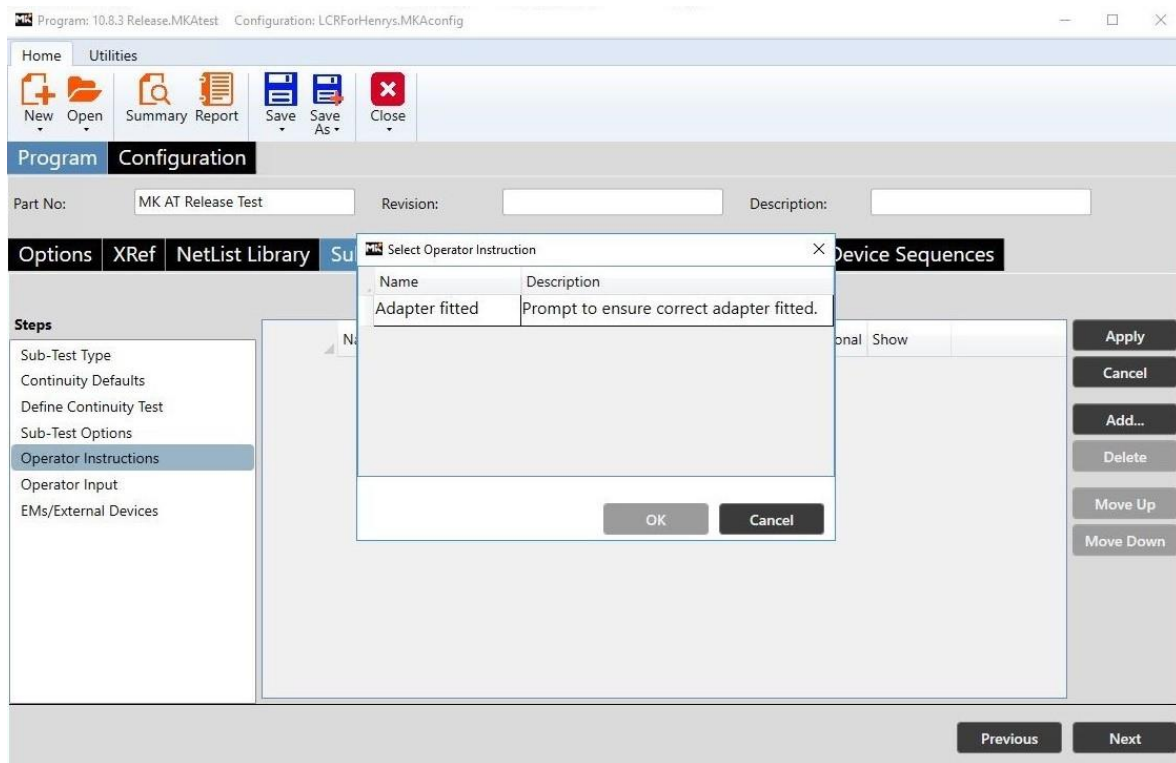 MK Program: 10.8.3 Release.MKAtest Configuration: LCRForHenrys.MKAconfig
Home Utilities
New Open Summary Report Save Save As Close
Program Configuration
Part No: MK AT Release Test Revision: Description:
Options XRef NetList Library Su Device Sequences
MK Select Operator Instruction
Name Description
Adapter fitted Prompt to ensure correct adapter fitted.
Steps
Sub-Test Type
Continuity Defaults
Define Continuity Test
Sub-Test Options
Operator Instructions
Operator Input
EMs/External Devices
Na onal Show
OK Cancel
Apply
Cancel
Add...
Delete
Move Up
Move Down
Previous Next